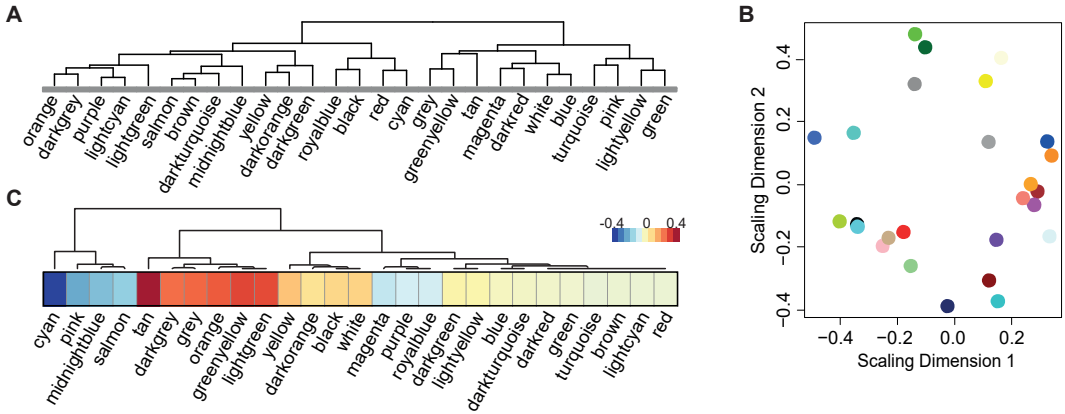 A
orange
darkgrey
purple
lightcyan
lightgreen
salmon
brown
darkturquoise
midnightblue
yellow
darkorange
darkgreen
royalblue
black
red
cyan
grey
greenyellow
tan
magenta
darkred
white
blue
turquoise
pink
lightyellow
green
B
Scaling Dimension 2
0.4
0.2
0.0
−0.2
−0.4
−0.4
−0.2
0.0
0.2
Scaling Dimension 1
C
-0.4 0 0.4
cyan
pink
midnightblue
salmon
tan
darkgrey
grey
orange
greenyellow
lightgreen
yellow
darkorange
black
white
magenta
purple
royalblue
darkgreen
lightyellow
blue
darkturquoise
darkred
green
turquoise
brown
lightcyan
red